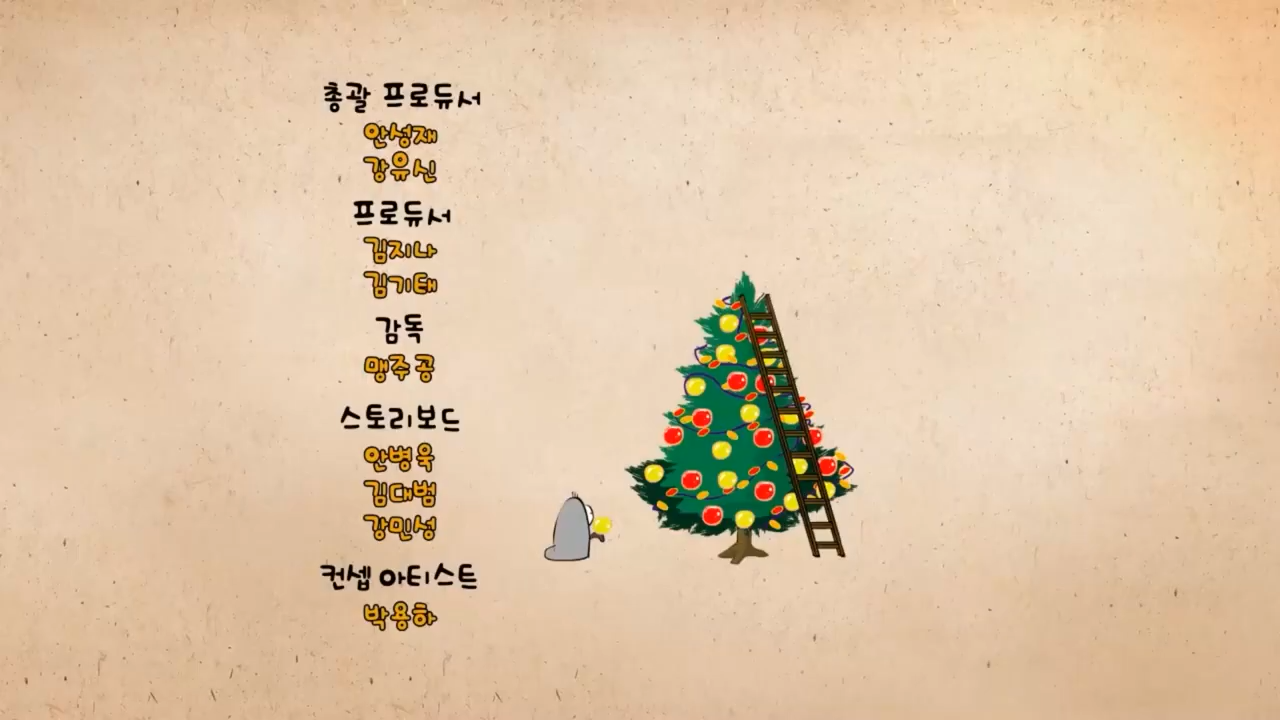 총괄 프로듀서
안성재
강유신
프로듀서
김지나
김기태
감독
맹주공
스토리보드
안병욱
김대범
강민성
컨셉 아티스트
박용하